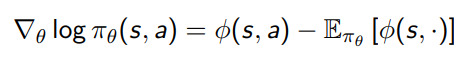 ∇θ log πθ(s, a) = ϕ(s, a) − 𝔼πθ [ϕ(s, ·)]